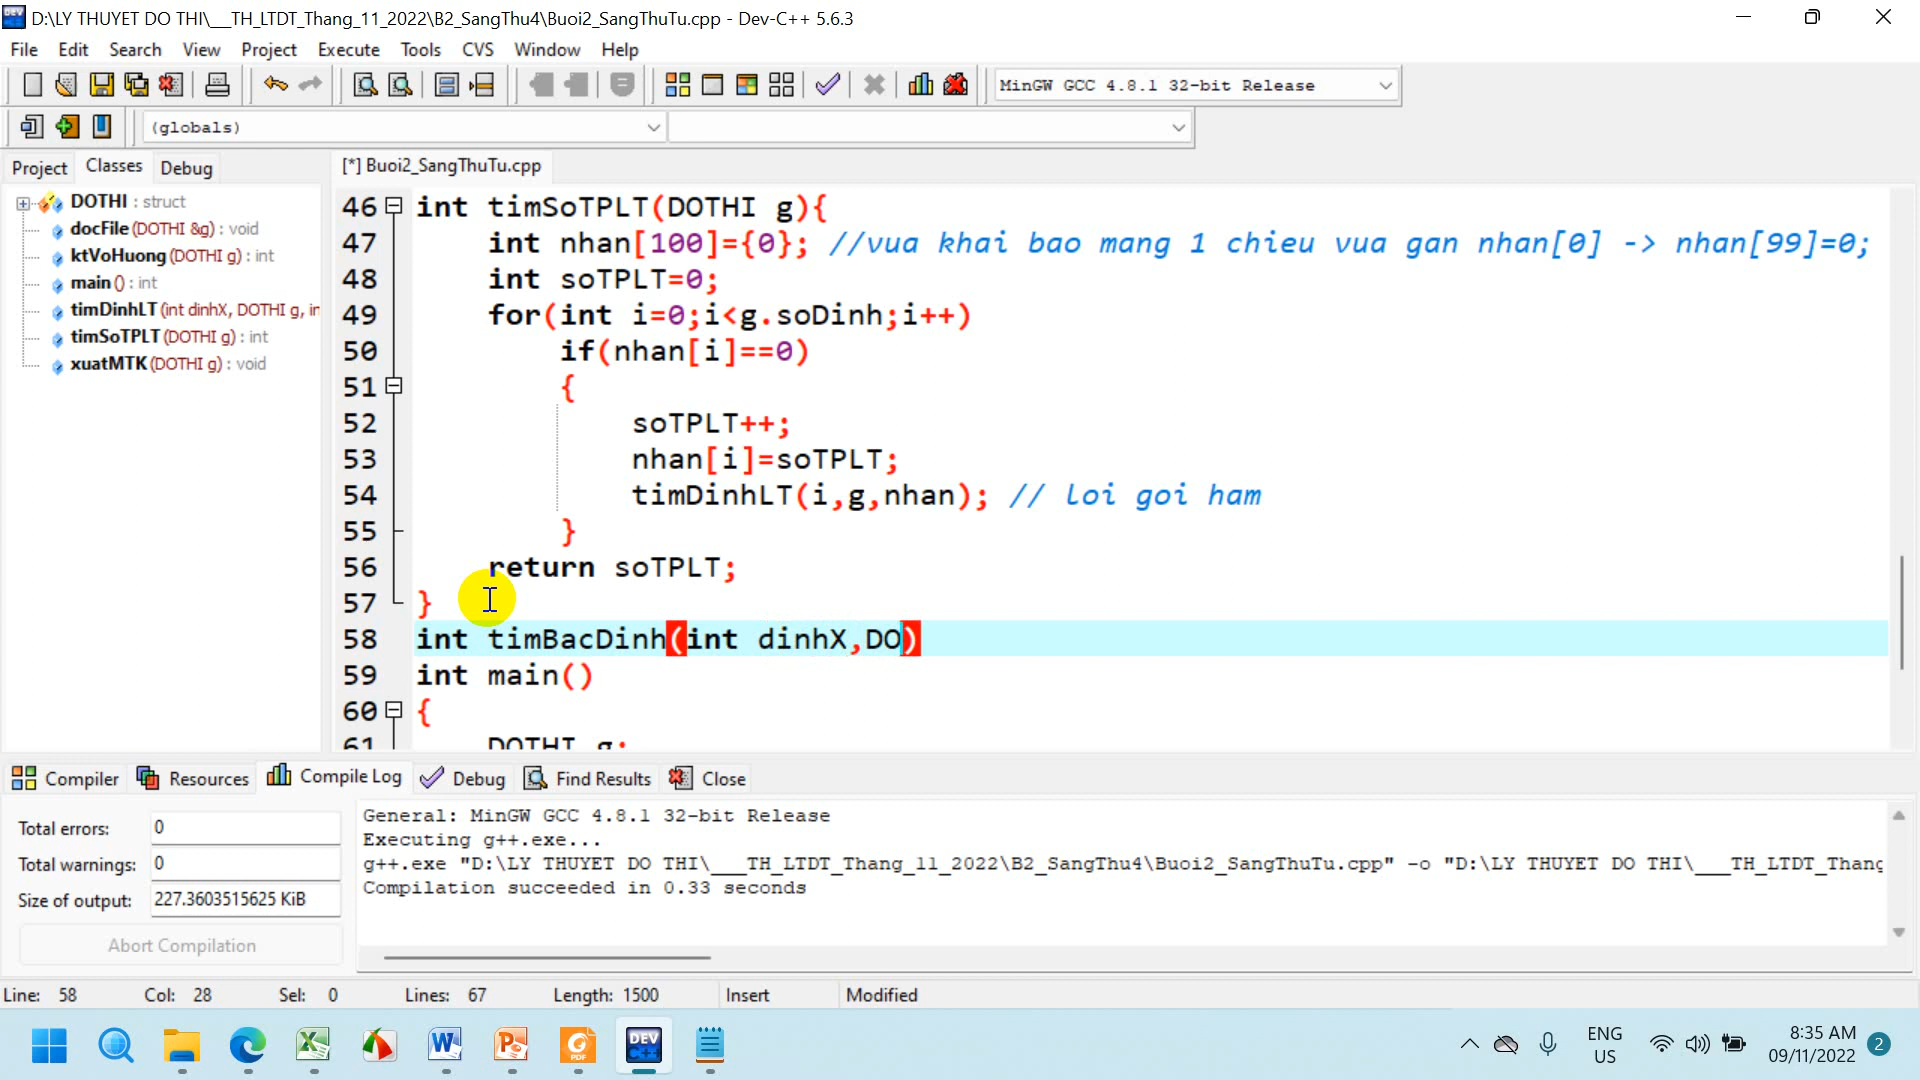 D:\LY THUYET DO THI\___TH_LTDT_Thang_11_2022\B2_SangThu4\Buoi2_SangThuTu.cpp - Dev-C++ 5.6.3
File Edit Search View Project Execute Tools CVS Window Help
MinGW GCC 4.8.1 32-bit Release
(globals)
Project Classes Debug
[*] Buoi2_SangThuTu.cpp
DOTHI : struct
docFile (DOTHI &g) : void
ktVoHuong (DOTHI g) : int
main () : int
timDinhLT (int dinhX, DOTHI g, in
timSoTPLT (DOTHI g) : int
xuatMTK (DOTHI g) : void
46 int timSoTPLT(DOTHI g){
47 int nhan[100]={0}; //vua khai bao mang 1 chieu vua gan nhan[0] -> nhan[99]=0;
48 int soTPLT=0;
49 for(int i=0;i<g.soDinh;i++)
50 if(nhan[i]==0)
51 {
52 soTPLT++;
53 nhan[i]=soTPLT;
54 timDinhLT(i,g,nhan); // loi goi ham
55 }
56 return soTPLT;
57 }
58 int timBacDinh(int dinhX,DO)
59 int main()
60 {
61 DOTHI g;
Compiler Resources Compile Log Debug Find Results Close
Total errors: 0
Total warnings: 0
Size of output: 227.3603515625 KiB
Abort Compilation
General: MinGW GCC 4.8.1 32-bit Release
Executing g++.exe...
g++.exe "D:\LY THUYET DO THI\___TH_LTDT_Thang_11_2022\B2_SangThu4\Buoi2_SangThuTu.cpp" -o "D:\LY THUYET DO THI\___TH_LTDT_Thang
Compilation succeeded in 0.33 seconds
Line: 58 Col: 28 Sel: 0 Lines: 67 Length: 1500 Insert Modified
DEV C++
ENG
US
8:35 AM
09/11/2022
2